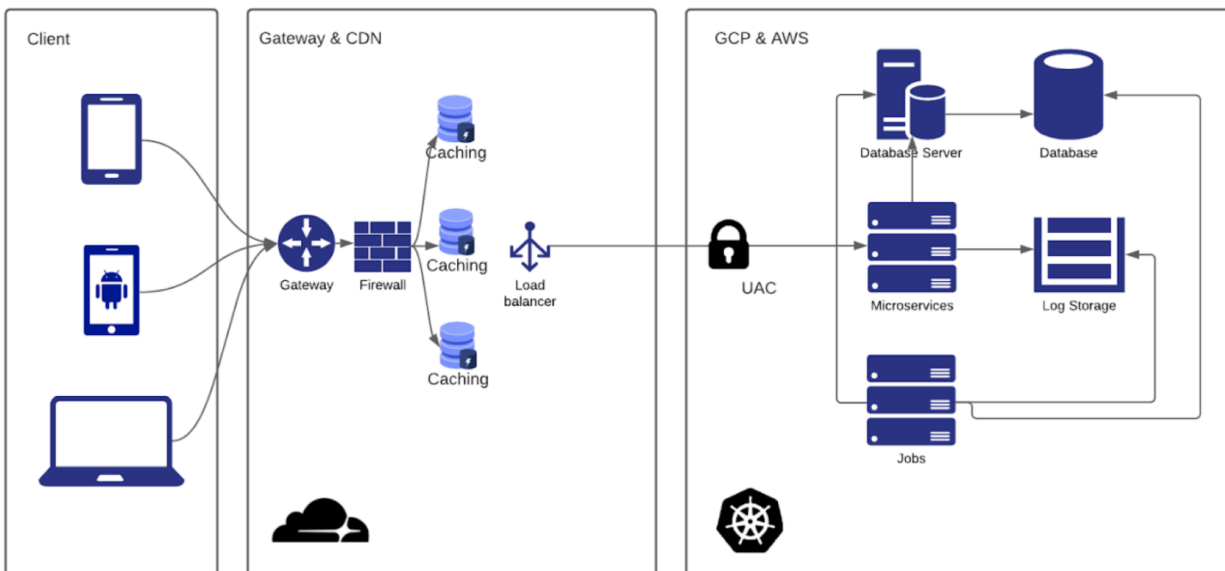 Client
Gateway & CDN
GCP & AWS
Caching
Database Server
Database
Caching
Gateway
Firewall
Load
balancer
UAC
Microservices
Log Storage
Caching
Jobs